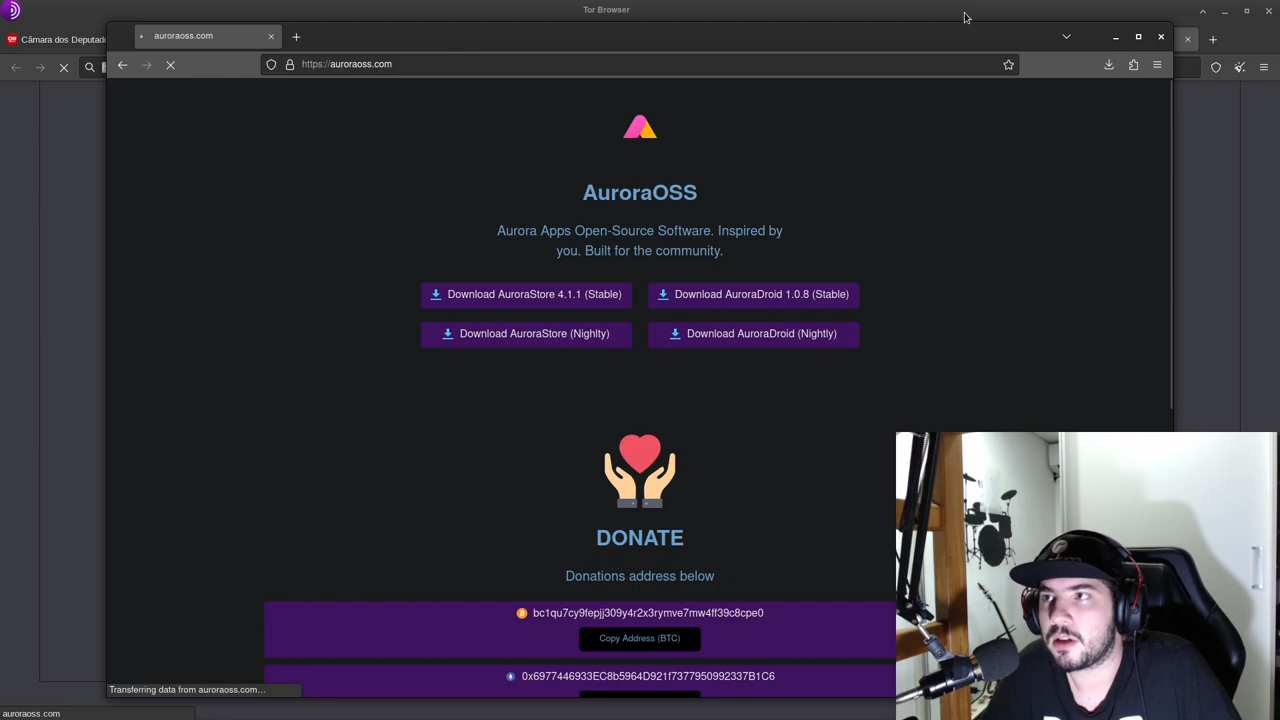 Tor Browser
Câmara dos Deputad
auroraoss.com
https://auroraoss.com
AuroraOSS
Aurora Apps Open-Source Software. Inspired by
you. Built for the community.
Download AuroraStore 4.1.1 (Stable)
Download AuroraDroid 1.0.8 (Stable)
Download AuroraStore (Nighlty)
Download AuroraDroid (Nightly)
DONATE
Donations address below
bc1qu7cy9fepjj309y4r2x3rymve7mw4ff39c8cpe0
Copy Address (BTC)
0x6977446933EC8b5964D921f7377950992337B1C6
Transferring data from auroraoss.com…
auroraoss.com